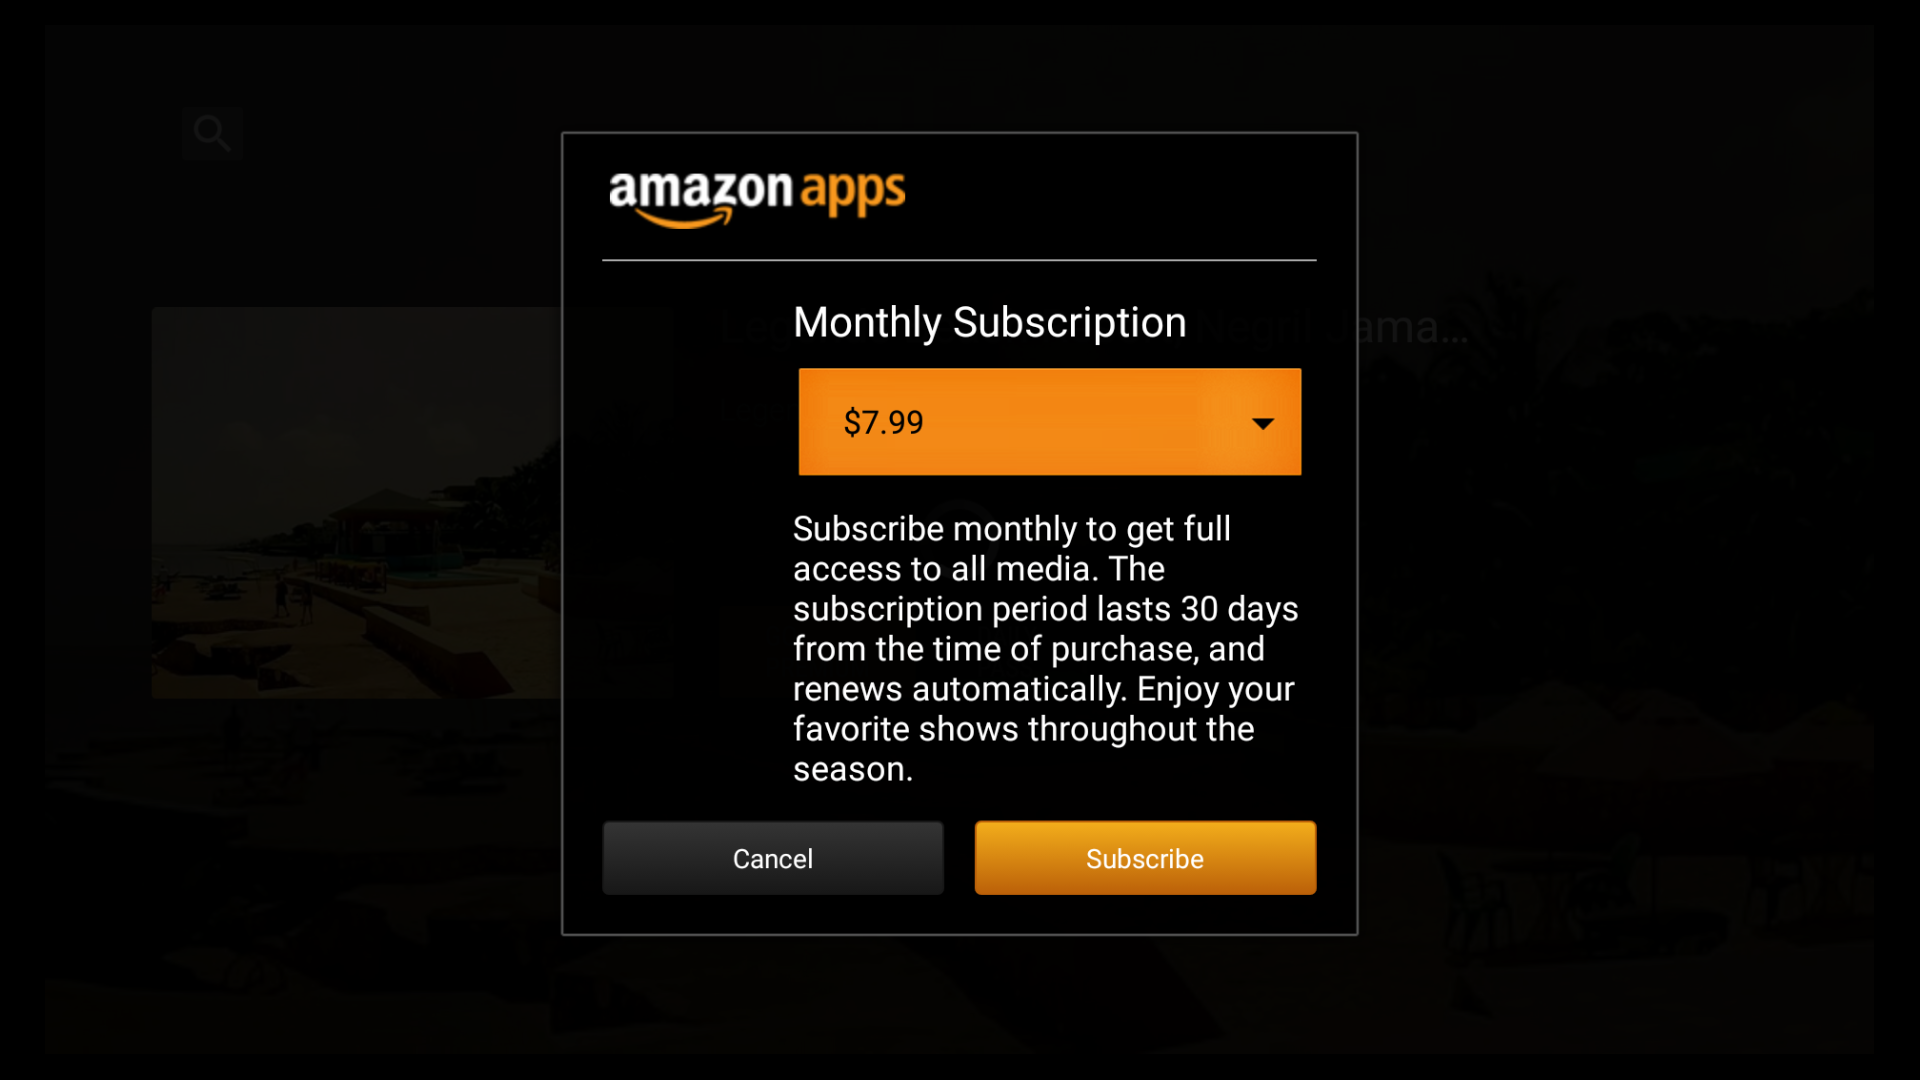 amazon apps
Monthly Subscription
Negril Jama...
$7.99
Subscribe monthly to get full
access to all media. The
subscription period lasts 30 days
from the time of purchase, and
renews automatically. Enjoy your
favorite shows throughout the
season.
Cancel
Subscribe